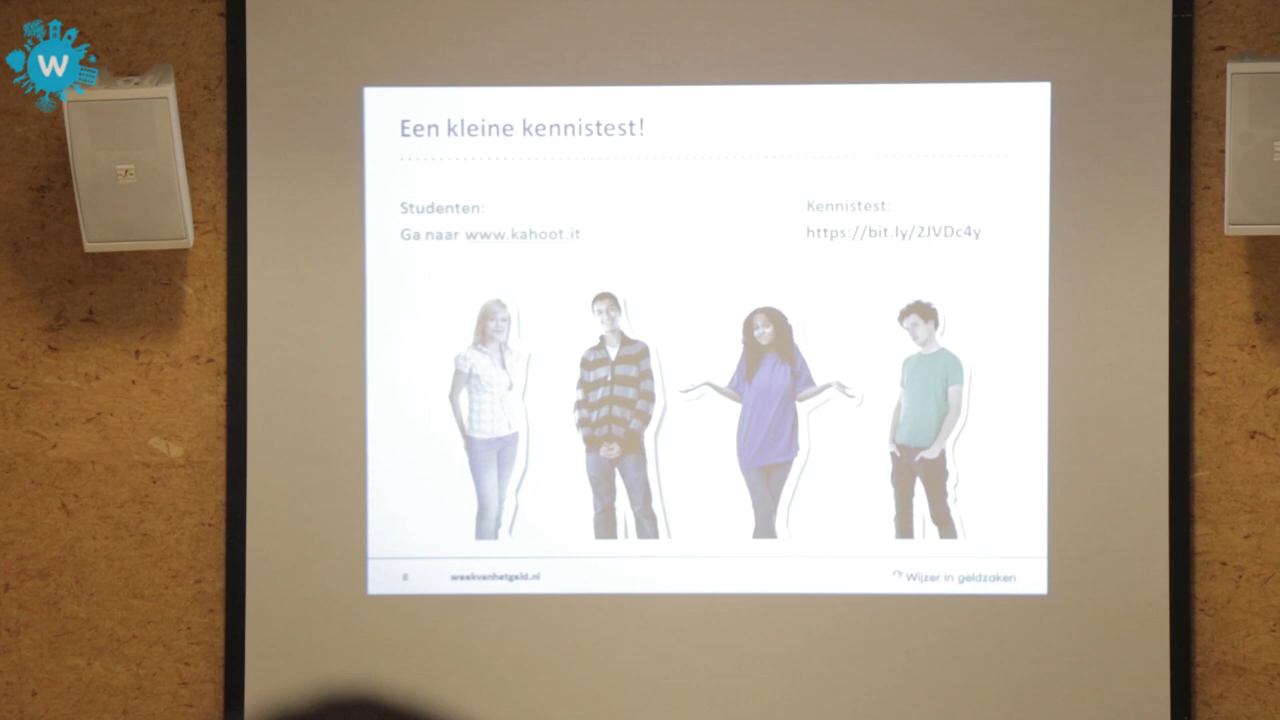 W
Een kleine kennistest!
Studenten:
Ga naar www.kahoot.it
Kennistest:
https://bit.ly/2JVDc4y
8
weekvanhetgeld.nl
Wijzer in geldzaken